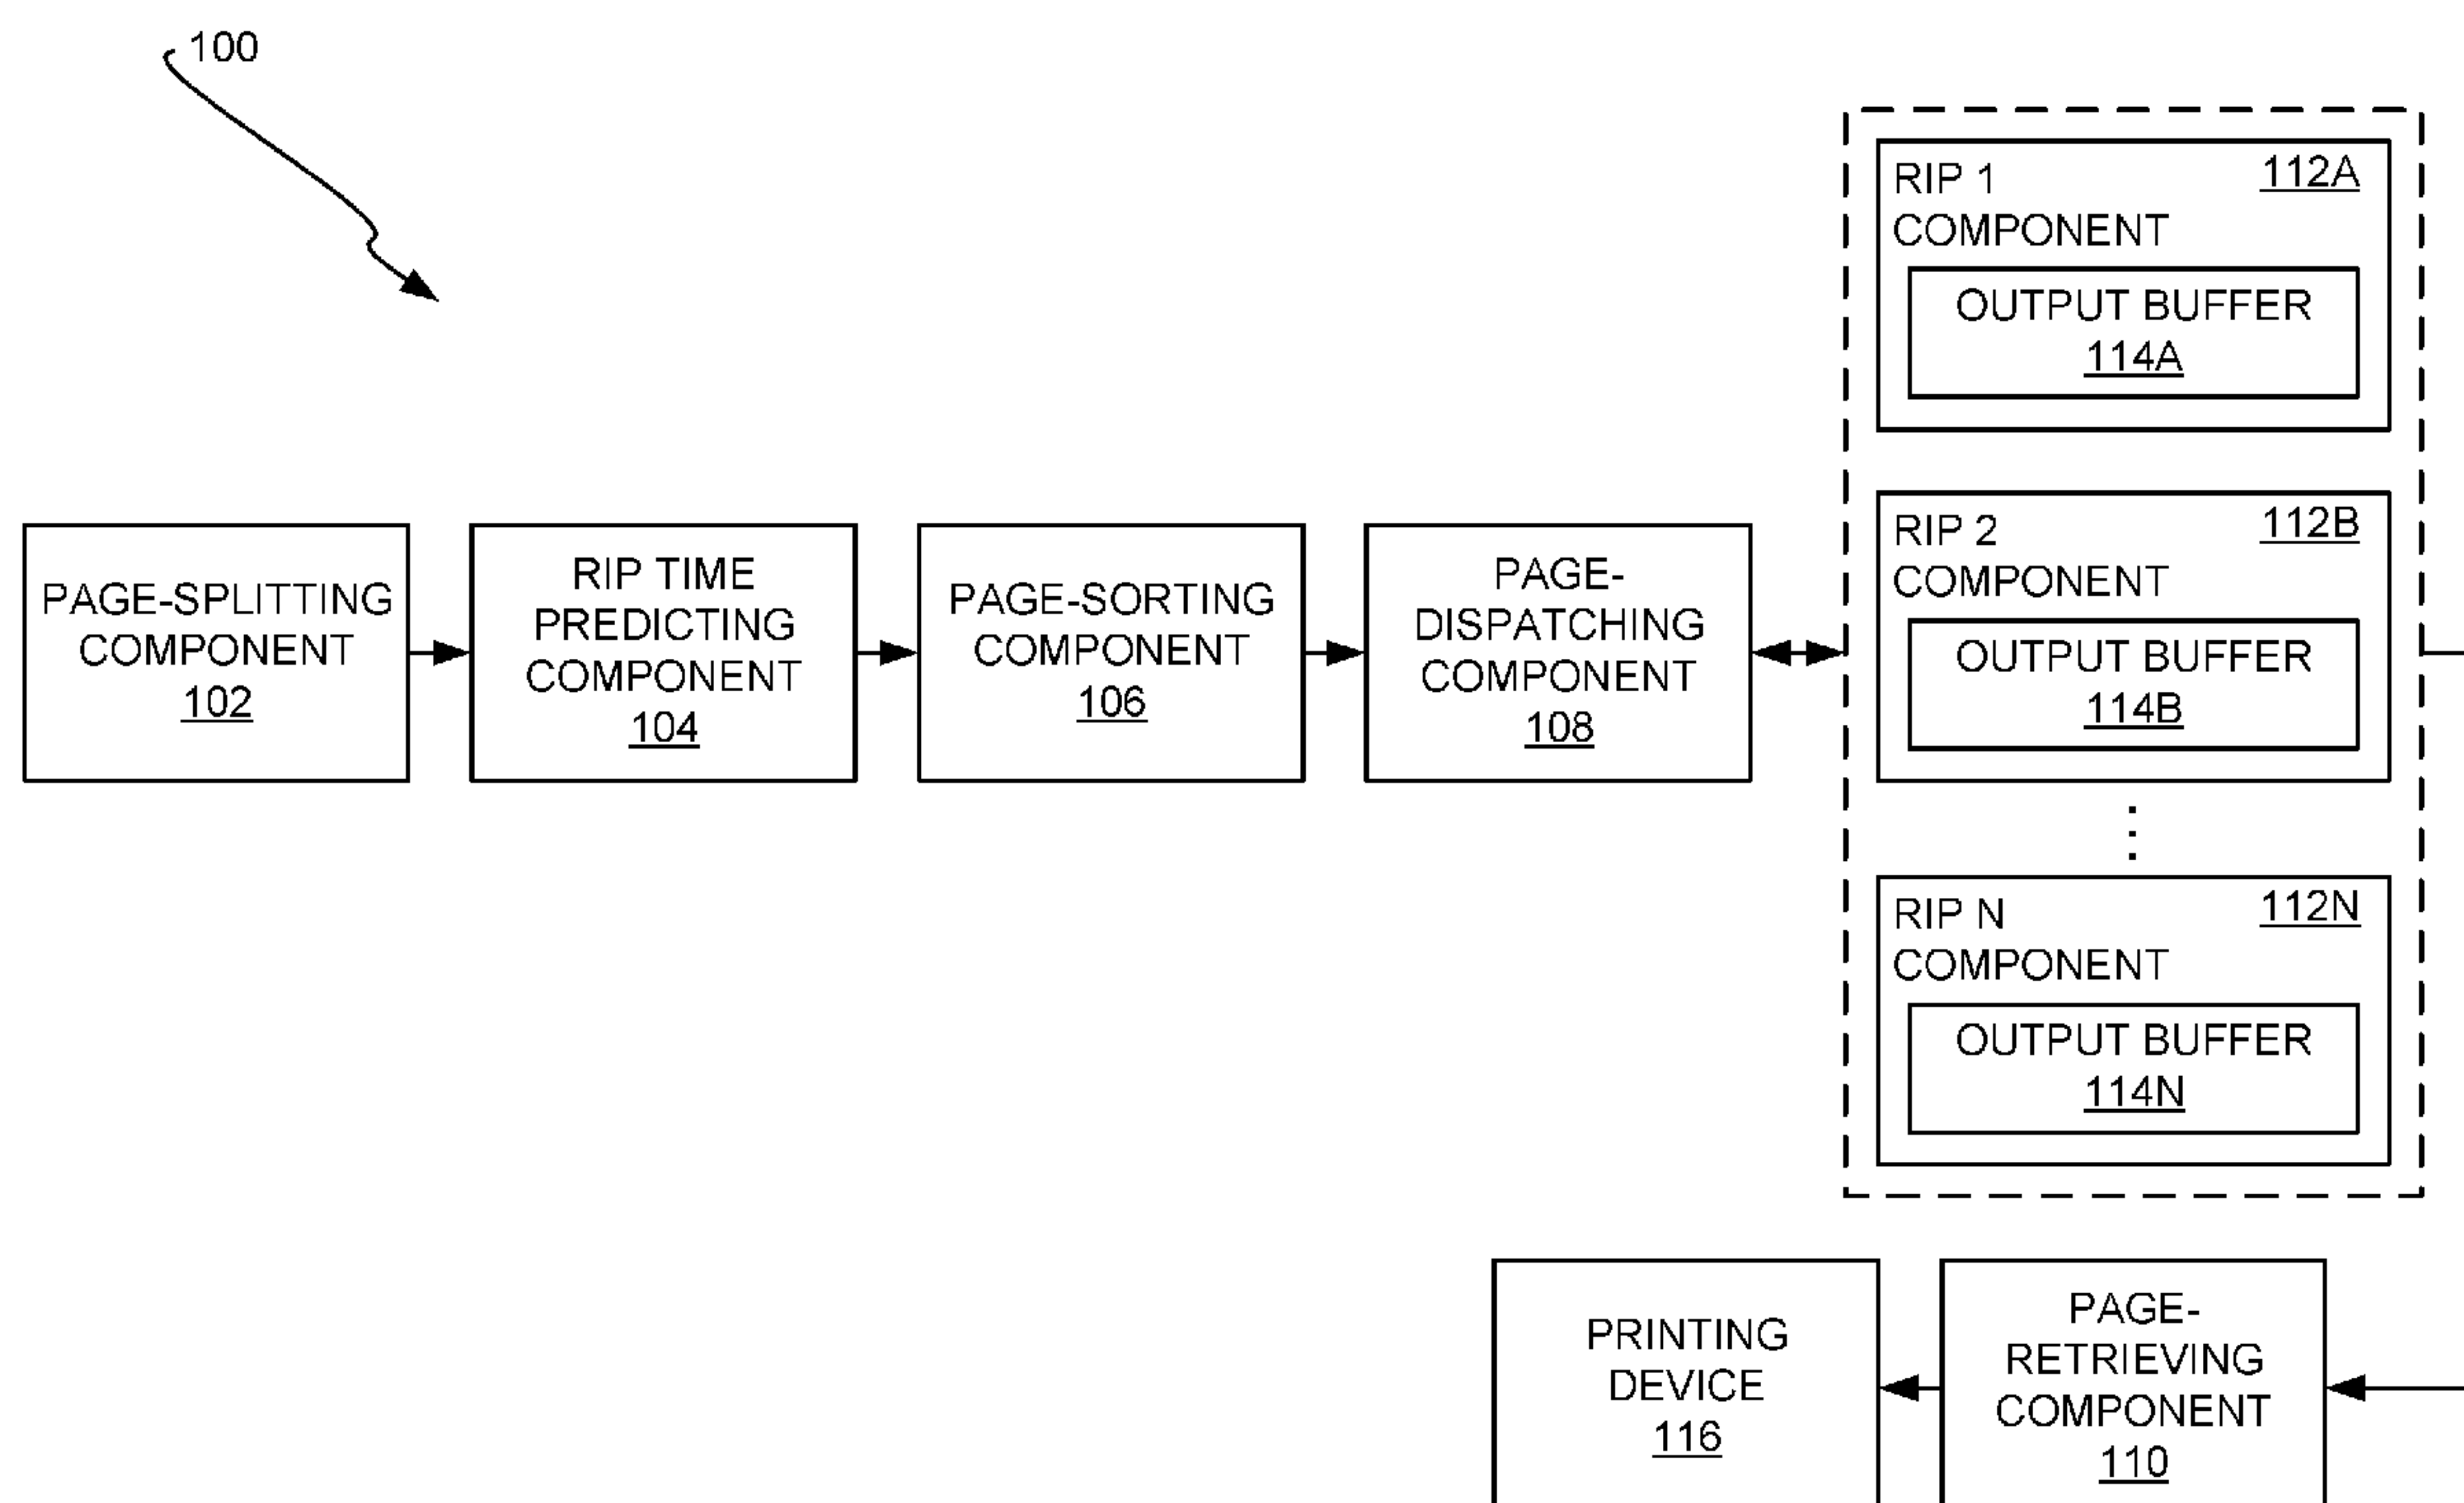 100
PAGE-SPLITTING
COMPONENT
102
RIP TIME
PREDICTING
COMPONENT
104
PAGE-SORTING
COMPONENT
106
PAGE-
DISPATCHING
COMPONENT
108
RIP 1 112A
COMPONENT
OUTPUT BUFFER
114A
RIP 2 112B
COMPONENT
OUTPUT BUFFER
114B
RIP N 112N
COMPONENT
OUTPUT BUFFER
114N
PRINTING
DEVICE
116
PAGE-
RETRIEVING
COMPONENT
110